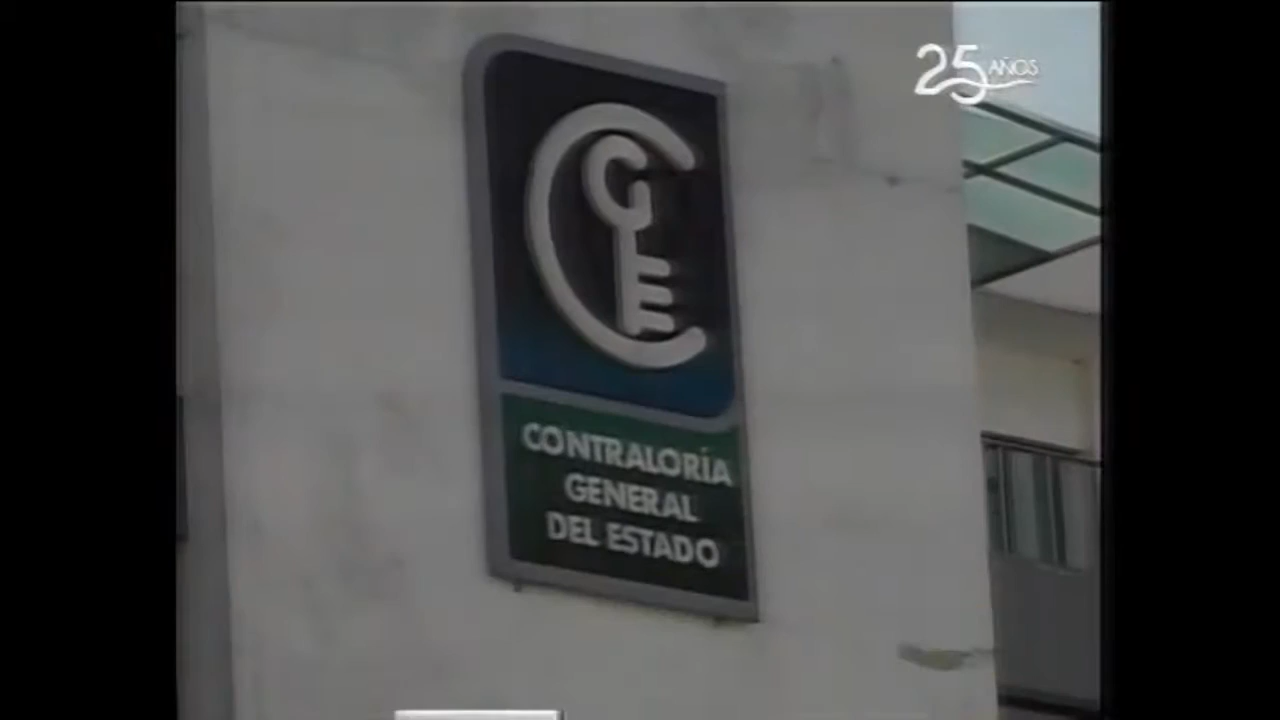 25 AÑOS
CGE
CONTRALORÍA
GENERAL
DEL ESTADO